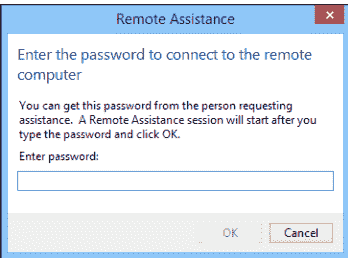 Remote Assistance
Enter the password to connect to the remote
computer
You can get this password from the person requesting
assistance. A Remote Assistance session will start after you
type the password and click OK.
Enter password:
OK
Cancel